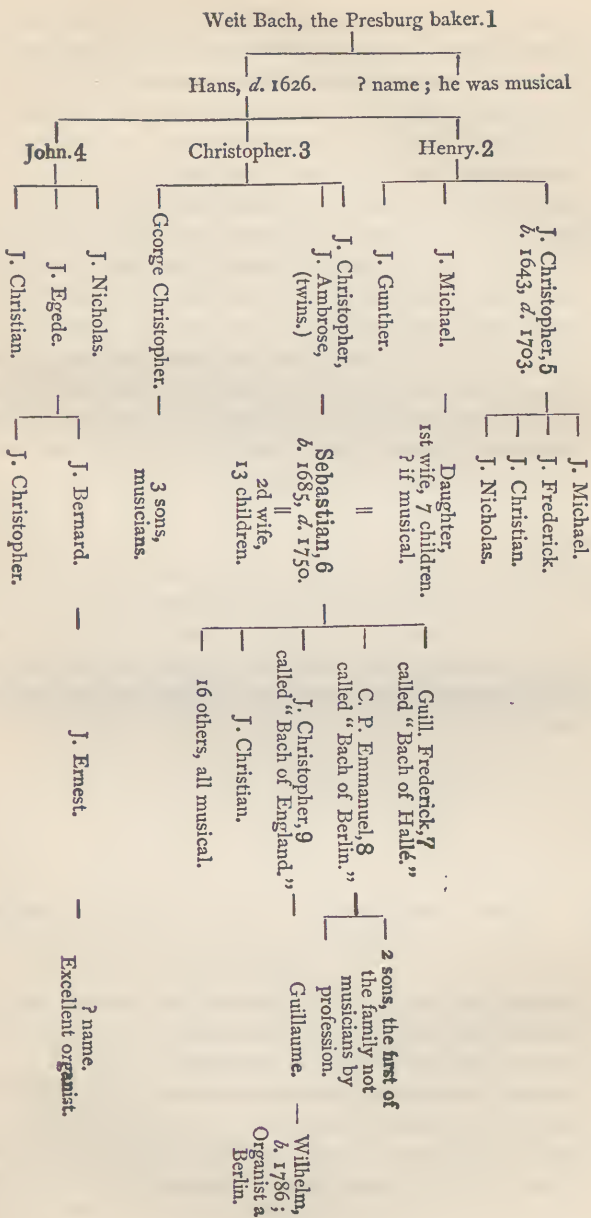 Weit Bach, the Presburg baker.1
Hans, d. 1626.
? name ; he was musical
John.4
Christopher.3
Henry.2
J. Christopher,5
b. 1643, d. 1703.
J. Michael.
J. Gunther.
J. Christopher,
J. Ambrose,
(twins.)
George Christopher.
J. Nicholas.
J. Egede.
J. Christian.
J. Michael.
J. Frederick.
J. Christian.
J. Nicholas.
Daughter,
1st wife, 7 children.
? if musical.
Sebastian,6
b. 1685, d. 1750.
2d wife,
13 children.
3 sons,
musicians.
J. Bernard.
J. Christopher.
Guill. Frederick,7
called "Bach of Hallé."
C. P. Emmanuel,8
called "Bach of Berlin."
J. Christopher,9
called "Bach of England."
J. Christian.
16 others, all musical.
J. Ernest.
2 sons, the first of
the family not
musicians by
profession.
Guillaume.
? name.
Excellent organist.
Wilhelm,
b. 1786 ;
Organist a
Berlin.